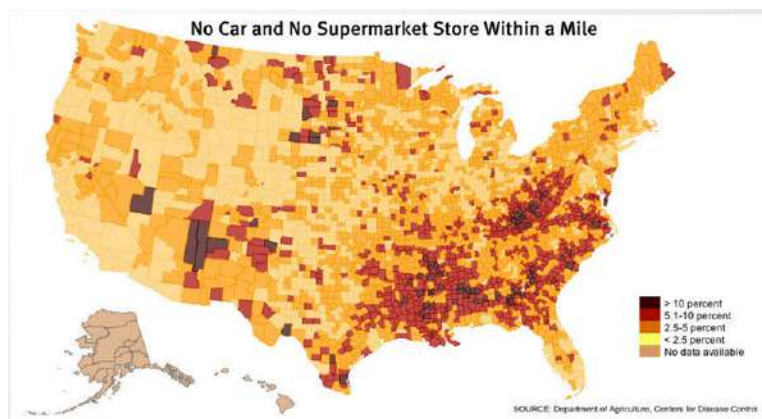 No Car and No Supermarket Store Within a Mile
> 10 percent
5.1-10 percent
2.5-5 percent
< 2.5 percent
No data available
SOURCE: Department of Agriculture, Centers for Disease Control